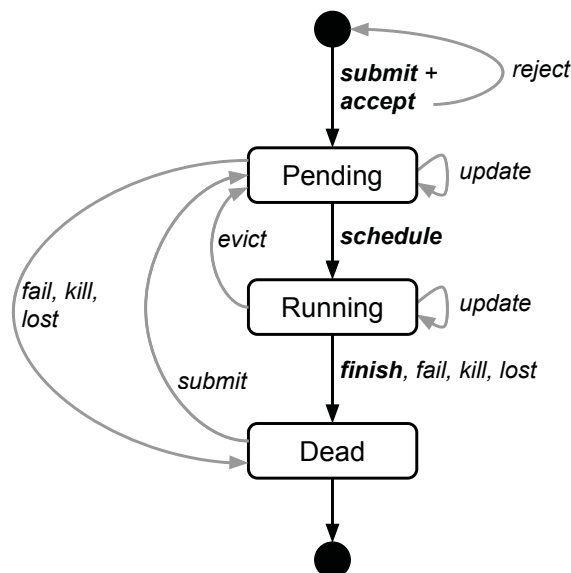 submit +
accept
reject
Pending
update
evict
schedule
fail, kill,
lost
Running
update
submit
finish, fail, kill, lost
Dead